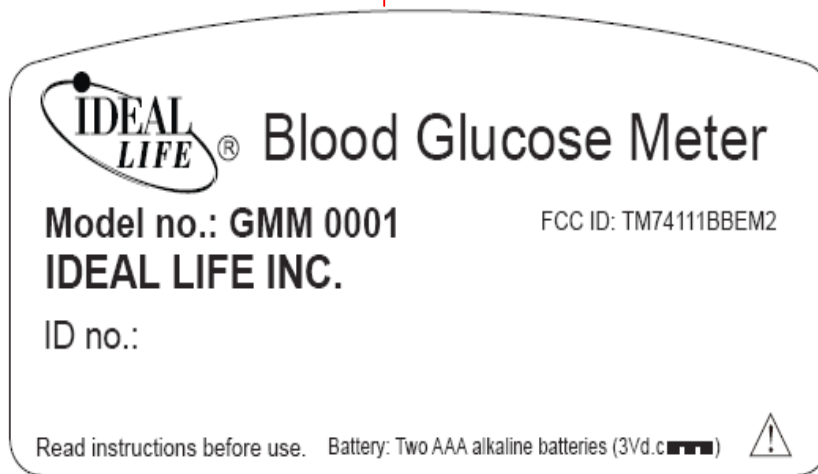 IDEAL
LIFE ® Blood Glucose Meter
Model no.: GMM 0001 FCC ID: TM74111BBEM2
IDEAL LIFE INC.
ID no.:
Read instructions before use. Battery: Two AAA alkaline batteries (3Vd.c)